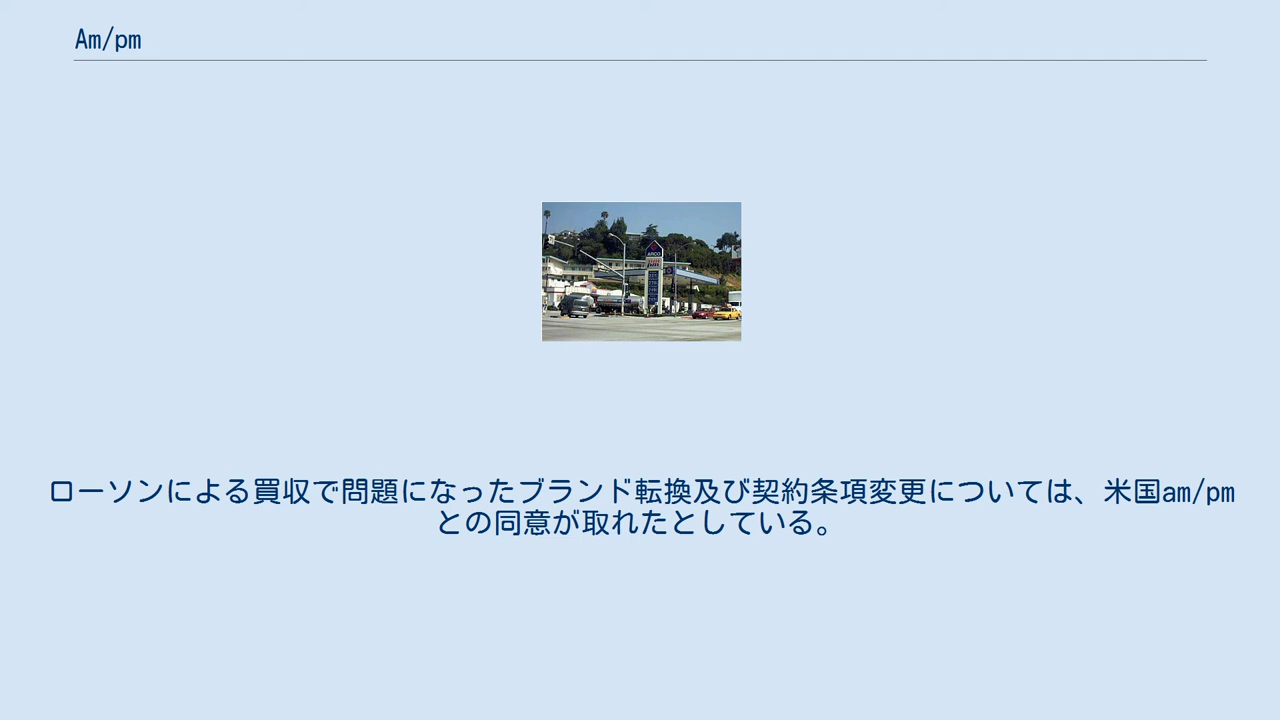 Am/pm
ARCO
ローソンによる買収で問題になったブランド転換及び契約条項変更については、米国am/pm
との同意が取れたとしている。